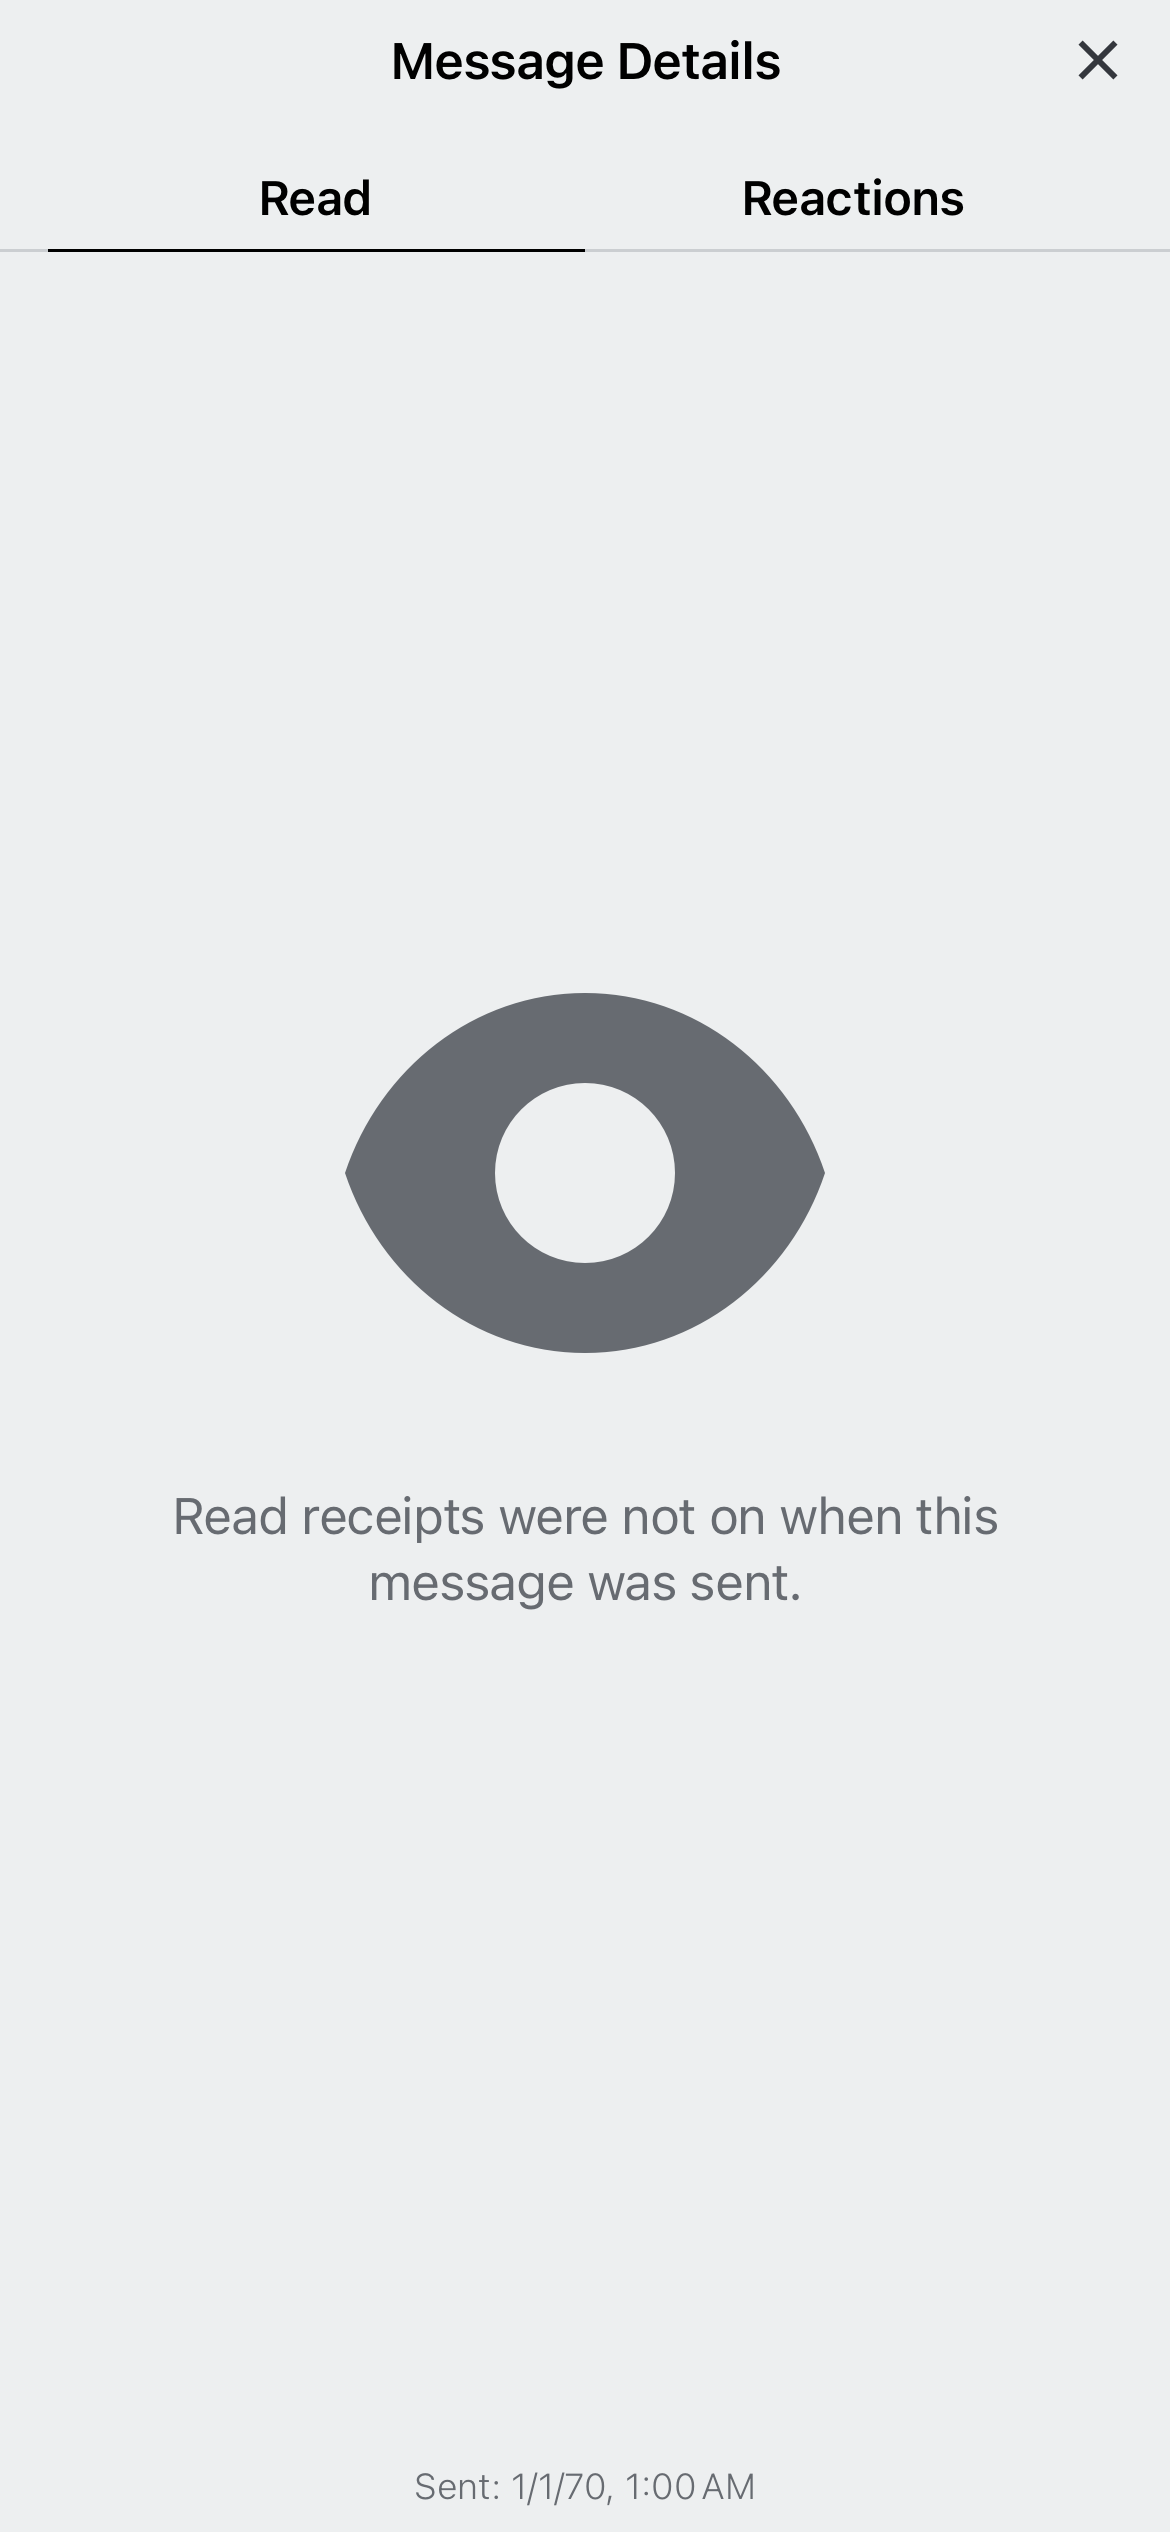 Message Details
Read
Reactions
Read receipts were not on when this
message was sent.
Sent: 1/1/70, 1:00 AM